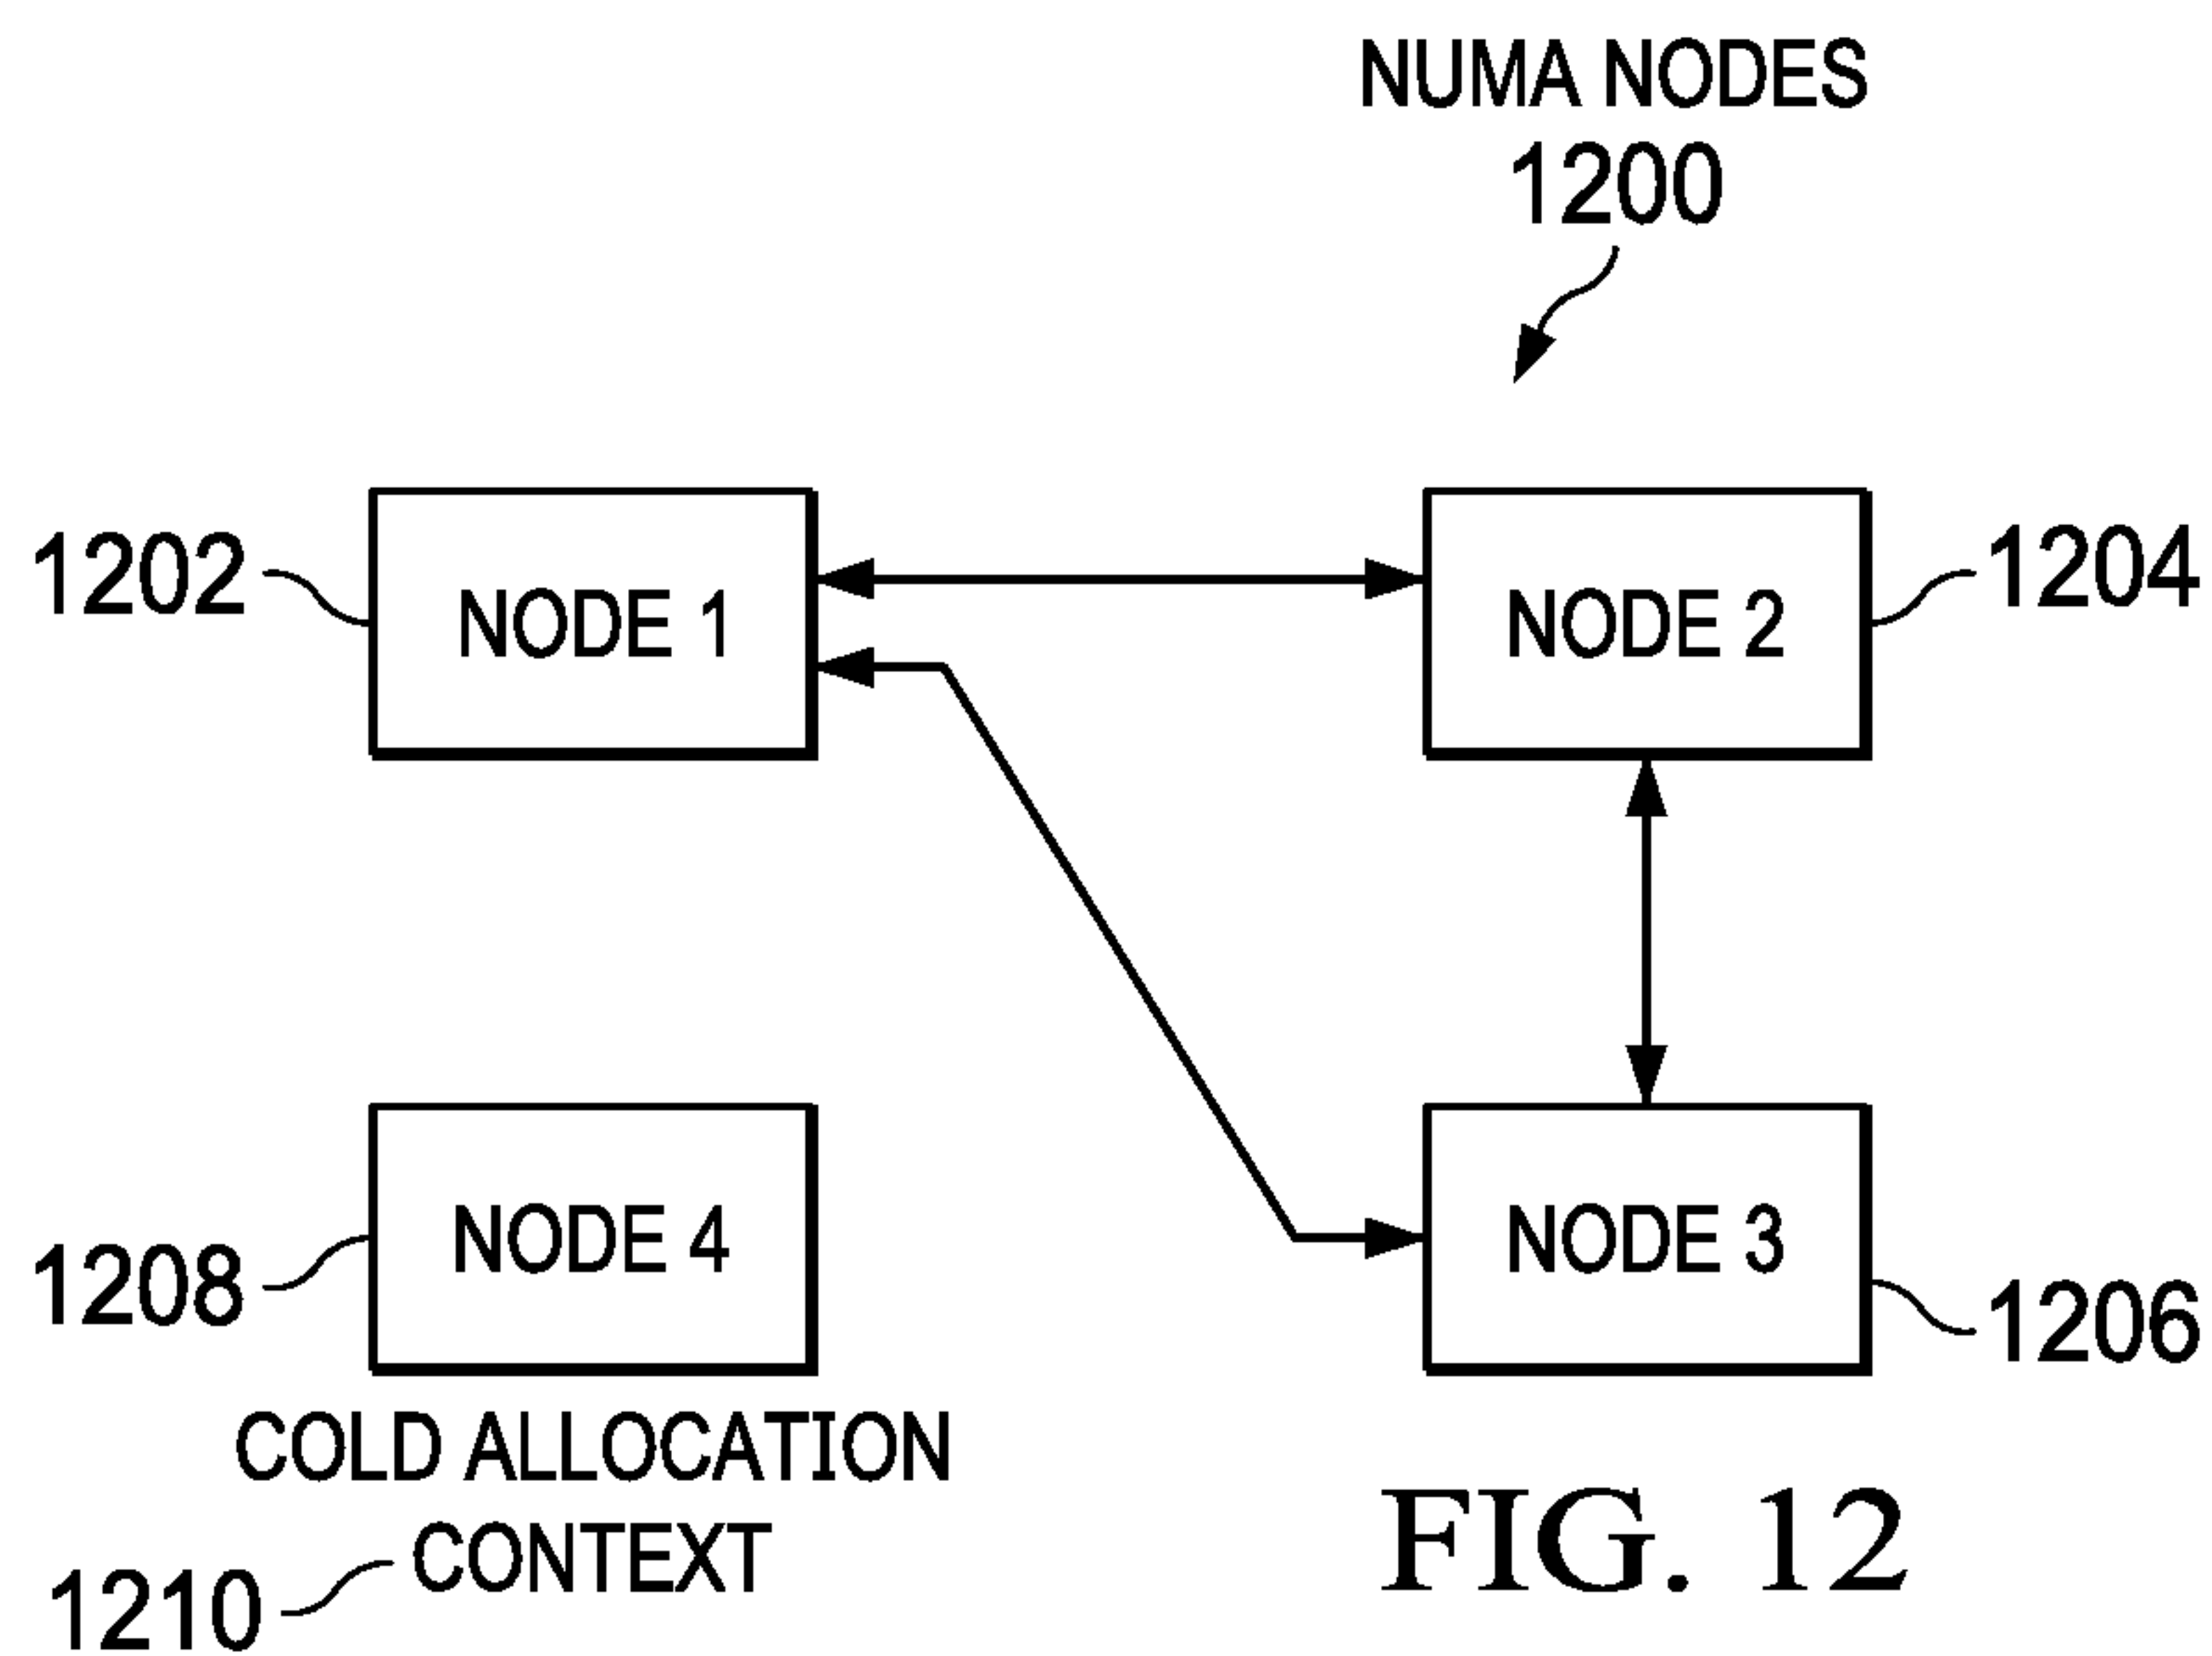 NUMA NODES
1200
1202
NODE 1
NODE 2
1204
1208
NODE 4
NODE 3
1206
COLD ALLOCATION
CONTEXT
1210
FIG. 12